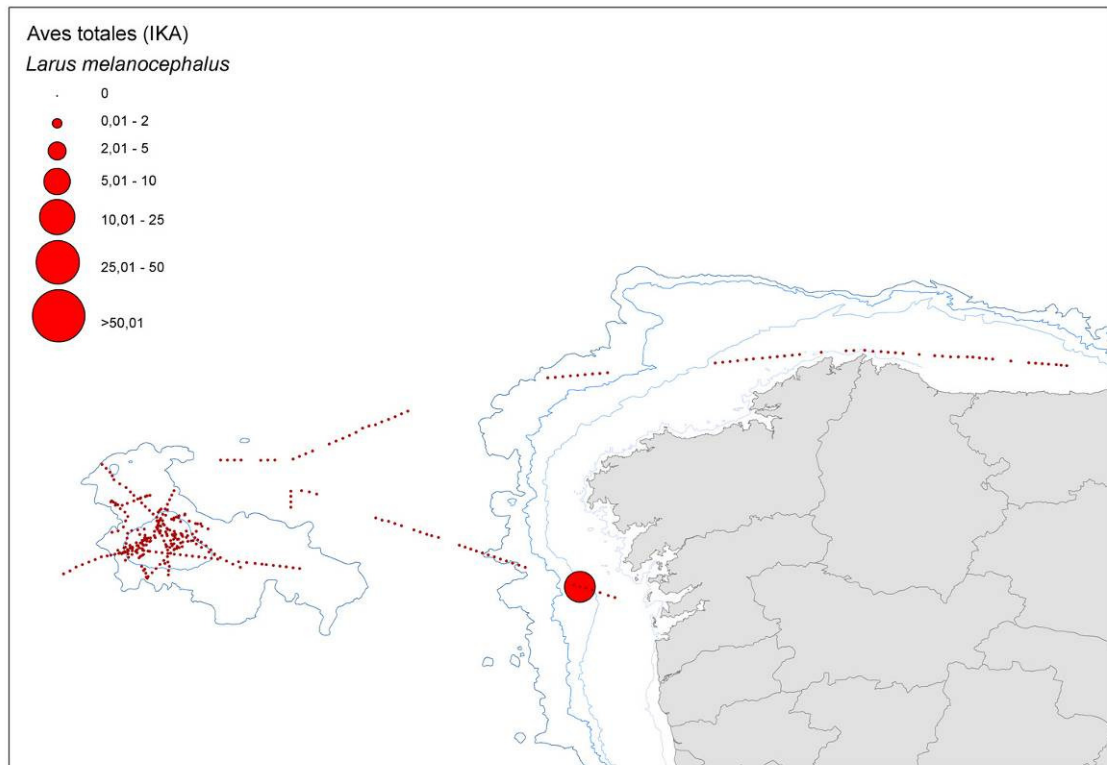 Aves totales (IKA)
Larus melanocephalus
0
0,01 - 2
2,01 - 5
5,01 - 10
10,01 - 25
25,01 - 50
>50,01